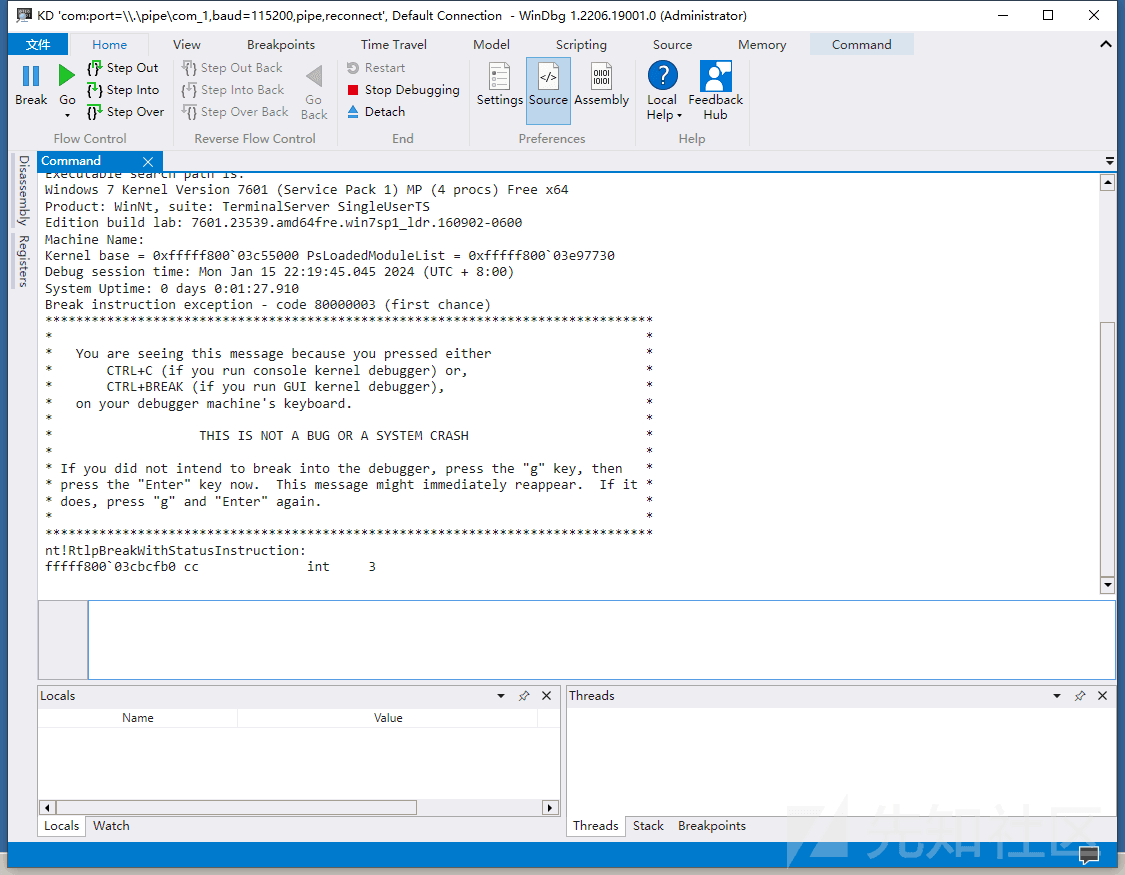 KD 'com:port=\\.\pipe\com_1,baud=115200,pipe,reconnect', Default Connection  - WinDbg 1.2206.19001.0 (Administrator)
文件 Home View Breakpoints Time Travel Model Scripting Source Memory Command
Break Go Step Out Step Into Step Over
Flow Control
Step Out Back Step Into Back Step Over Back Go Back
Reverse Flow Control
Restart
Stop Debugging
Detach
End
Settings Source Assembly
Preferences
Local Help Feedback Hub
Help
Disassembly
Registers
Command
Executable search path is:
Windows 7 Kernel Version 7601 (Service Pack 1) MP (4 procs) Free x64
Product: WinNt, suite: TerminalServer SingleUserTS
Edition build lab: 7601.23539.amd64fre.win7sp1_ldr.160902-0600
Machine Name:
Kernel base = 0xfffff800`03c55000 PsLoadedModuleList = 0xfffff800`03e97730
Debug session time: Mon Jan 15 22:19:45.045 2024 (UTC + 8:00)
System Uptime: 0 days 0:01:27.910
Break instruction exception - code 80000003 (first chance)
*******************************************************************************
*                                                                             *
*   You are seeing this message because you pressed either                    *
*       CTRL+C (if you run console kernel debugger) or,                       *
*       CTRL+BREAK (if you run GUI kernel debugger),                          *
*   on your debugger machine's keyboard.                                      *
*                                                                             *
*                   THIS IS NOT A BUG OR A SYSTEM CRASH                       *
*                                                                             *
* If you did not intend to break into the debugger, press the "g" key, then   *
* press the "Enter" key now.  This message might immediately reappear.  If it *
* does, press "g" and "Enter" again.                                          *
*                                                                             *
*******************************************************************************
nt!RtlpBreakWithStatusInstruction:
fffff800`03cbcfb0 cc              int     3
Locals
Name Value
Locals Watch
Threads
Threads Stack Breakpoints
先知社区